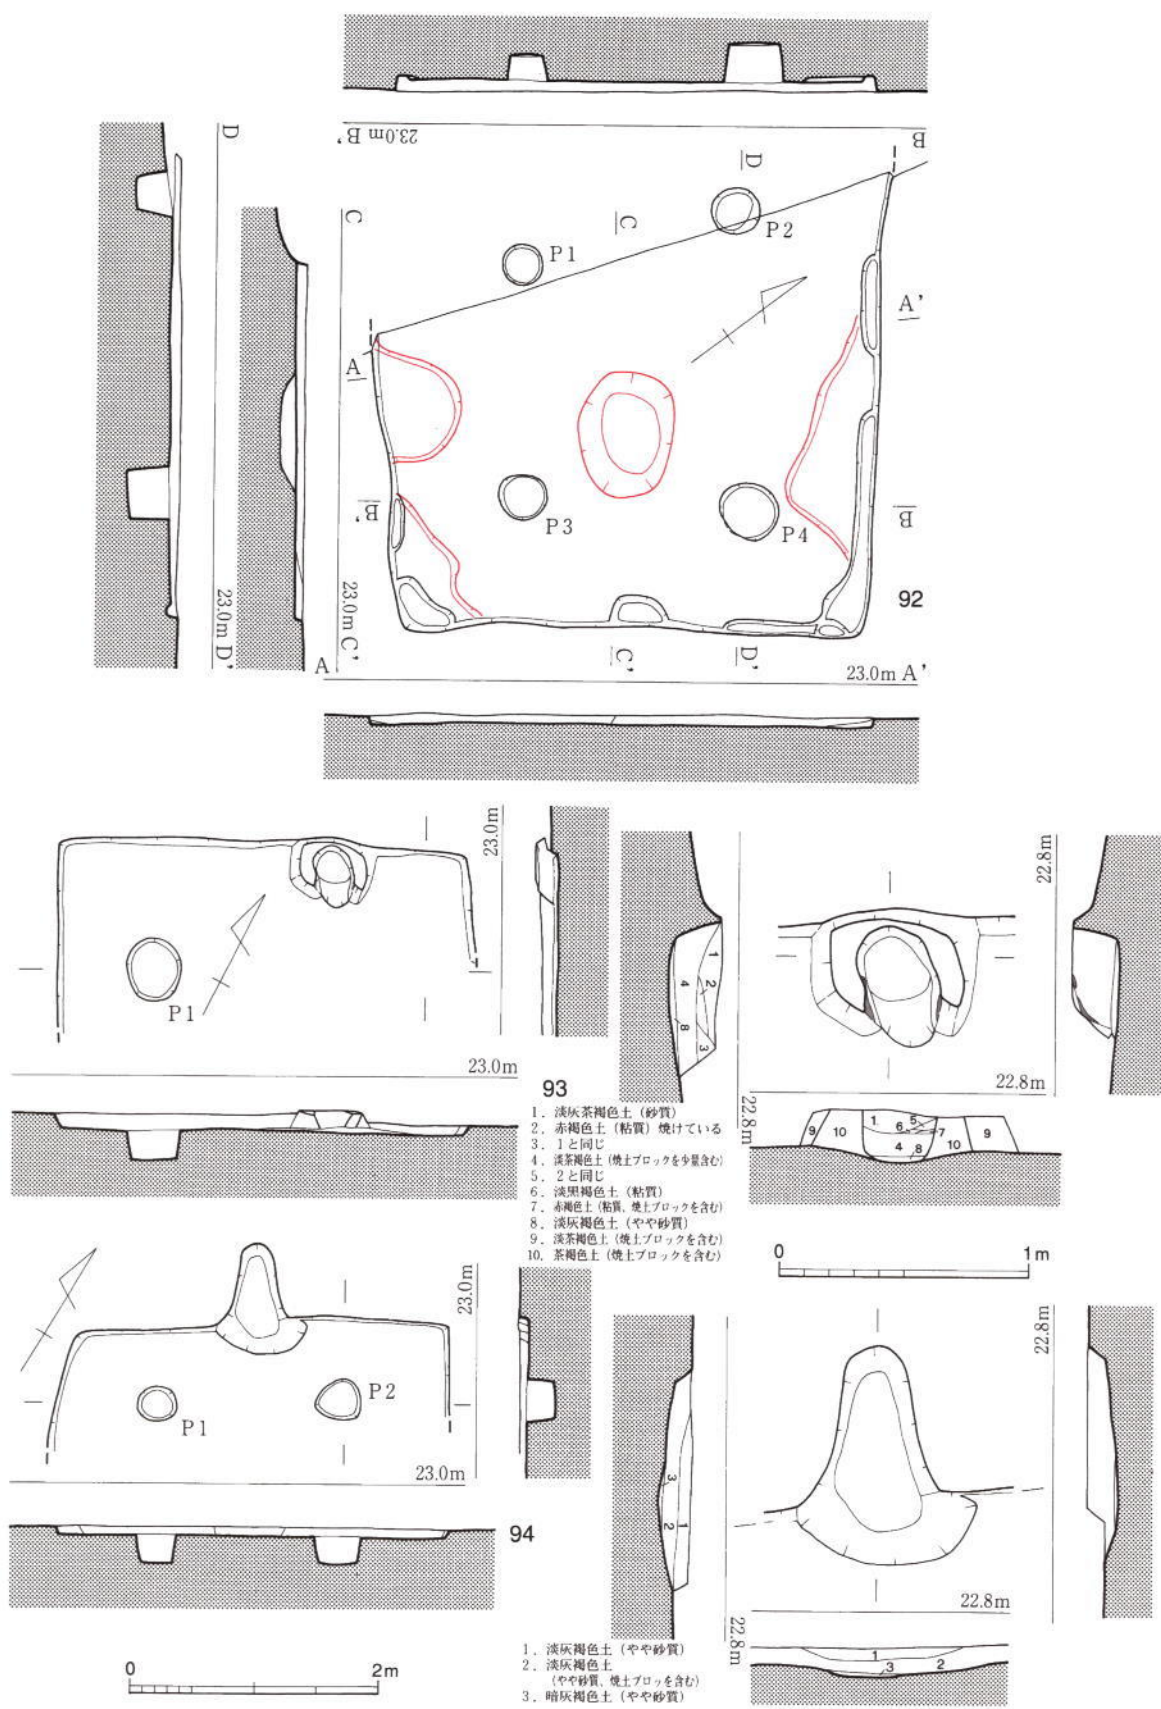 23.0m B'
B
D
D
C
C
P2
P1
A'
A
B'
B
P3
P4
92
23.0m D'
23.0m C'
C'
D'
A
23.0m A'
23.0m
P1
23.0m
93
22.8m
22.8m
1
2
4
8
3
22.8m
22.8m
9
10
1
5
6
7
4
8
10
9
1. 淡灰茶褐色土(砂質)
2. 赤褐色土(粘質)焼けている
3. 1と同じ
4. 淡茶褐色土(焼土ブロックを少量含む)
5. 2と同じ
6. 淡黒褐色土(粘質)
7. 赤褐色土(粘質、焼土ブロックを含む)
8. 淡灰褐色土(やや砂質)
9. 淡茶褐色土(焼土ブロックを含む)
10. 茶褐色土(焼土ブロックを含む)
0 1m
23.0m
P1
P2
23.0m
94
22.8m
22.8m
3
2
1
22.8m
22.8m
1
3
2
0 2m
1. 淡灰褐色土(やや砂質)
2. 淡灰褐色土
(やや砂質、焼土ブロッを含む)
3. 暗灰褐色土(やや砂質)